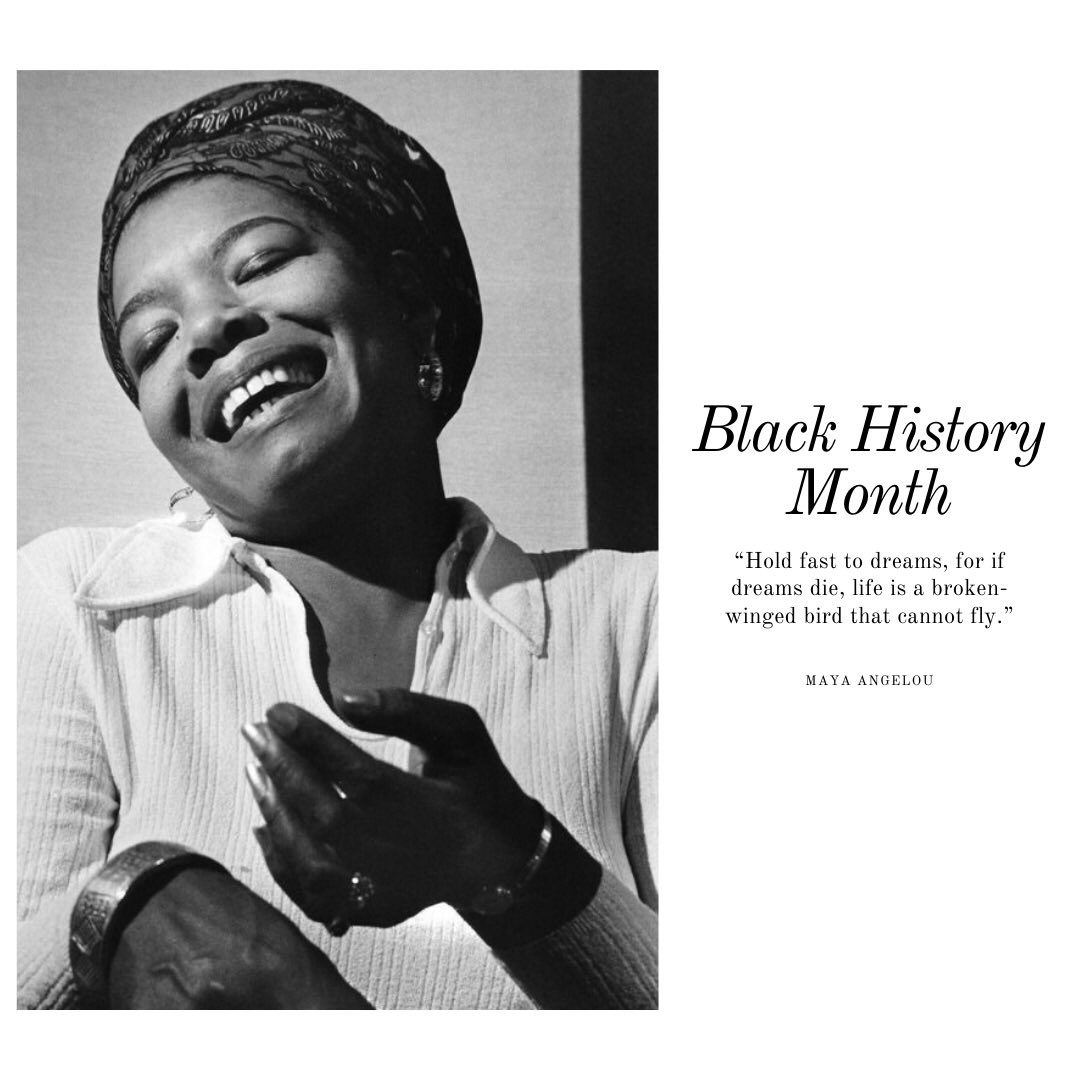 Black History
Month
“Hold fast to dreams, for if
dreams die, life is a broken-
winged bird that cannot fly.”
MAYA ANGELOU